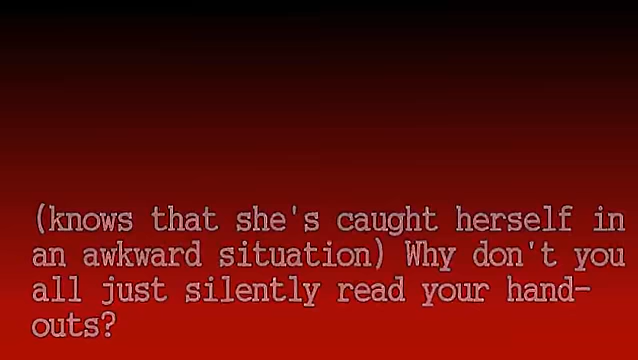 (knows that she's caught herself in
an awkward situation) Why don't you
all just silently read your hand-
outs?